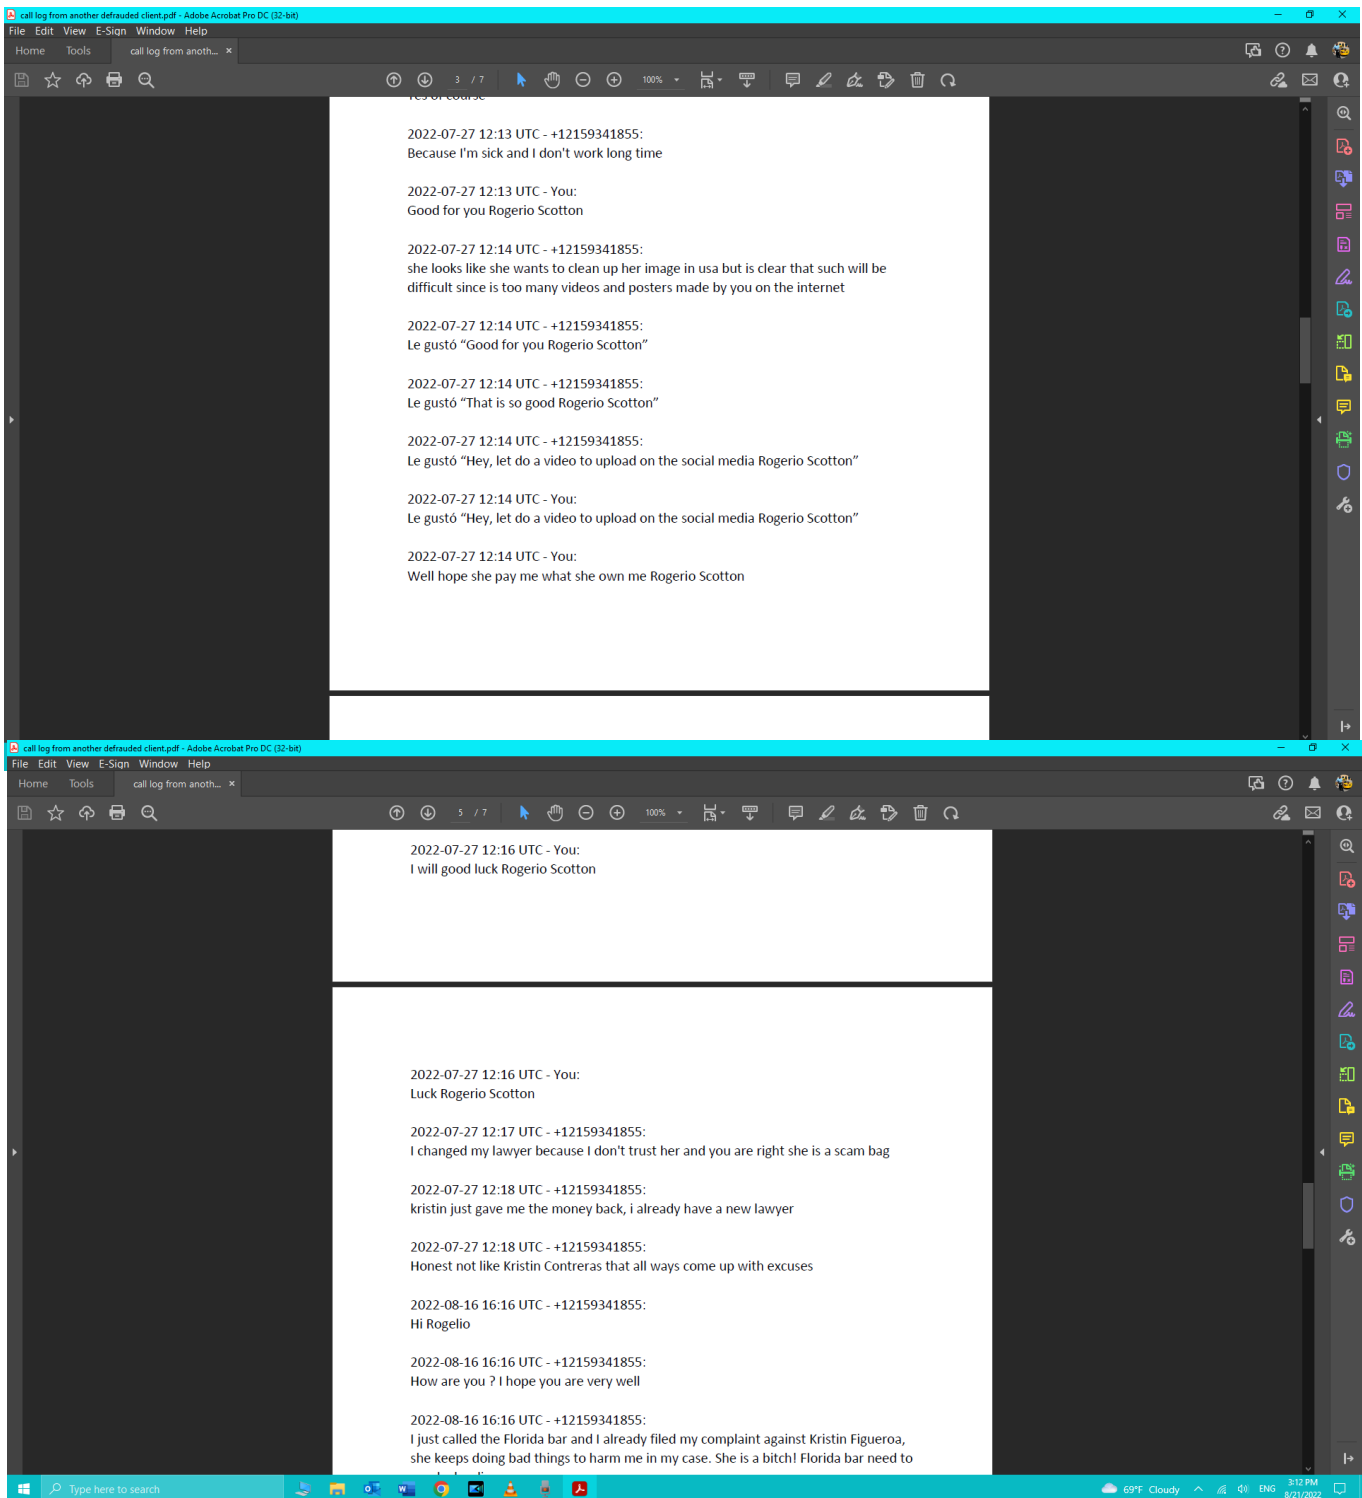 call log from another defrauded client.pdf - Adobe Acrobat Pro DC (32-bit)
File Edit View E-Sign Window Help
Home Tools call log from anoth... ×
3 / 7 100%
Yes of course
2022-07-27 12:13 UTC - +12159341855:
Because I'm sick and I don't work long time
2022-07-27 12:13 UTC - You:
Good for you Rogerio Scotton
2022-07-27 12:14 UTC - +12159341855:
she looks like she wants to clean up her image in usa but is clear that such will be
difficult since is too many videos and posters made by you on the internet
2022-07-27 12:14 UTC - +12159341855:
Le gustó “Good for you Rogerio Scotton”
2022-07-27 12:14 UTC - +12159341855:
Le gustó “That is so good Rogerio Scotton”
2022-07-27 12:14 UTC - +12159341855:
Le gustó “Hey, let do a video to upload on the social media Rogerio Scotton”
2022-07-27 12:14 UTC - You:
Le gustó “Hey, let do a video to upload on the social media Rogerio Scotton”
2022-07-27 12:14 UTC - You:
Well hope she pay me what she own me Rogerio Scotton
call log from another defrauded client.pdf - Adobe Acrobat Pro DC (32-bit)
File Edit View E-Sign Window Help
Home Tools call log from anoth... ×
5 / 7 100%
2022-07-27 12:16 UTC - You:
I will good luck Rogerio Scotton
2022-07-27 12:16 UTC - You:
Luck Rogerio Scotton
2022-07-27 12:17 UTC - +12159341855:
I changed my lawyer because I don't trust her and you are right she is a scam bag
2022-07-27 12:18 UTC - +12159341855:
kristin just gave me the money back, i already have a new lawyer
2022-07-27 12:18 UTC - +12159341855:
Honest not like Kristin Contreras that all ways come up with excuses
2022-08-16 16:16 UTC - +12159341855:
Hi Rogelio
2022-08-16 16:16 UTC - +12159341855:
How are you ? I hope you are very well
2022-08-16 16:16 UTC - +12159341855:
I just called the Florida bar and I already filed my complaint against Kristin Figueroa,
she keeps doing bad things to harm me in my case. She is a bitch! Florida bar need to
Type here to search
69°F Cloudy ENG 3:12 PM
8/21/2022